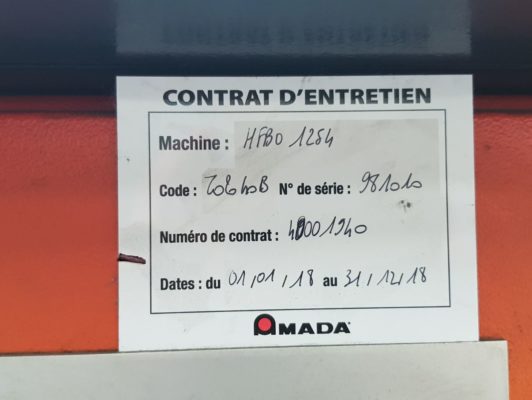 CONTRAT D'ENTRETIEN
Machine : HFBO 1254
Code : N° de série : 981010
Numéro de contrat :
Dates : du 01/01/18 au 31/12/18
AMADA